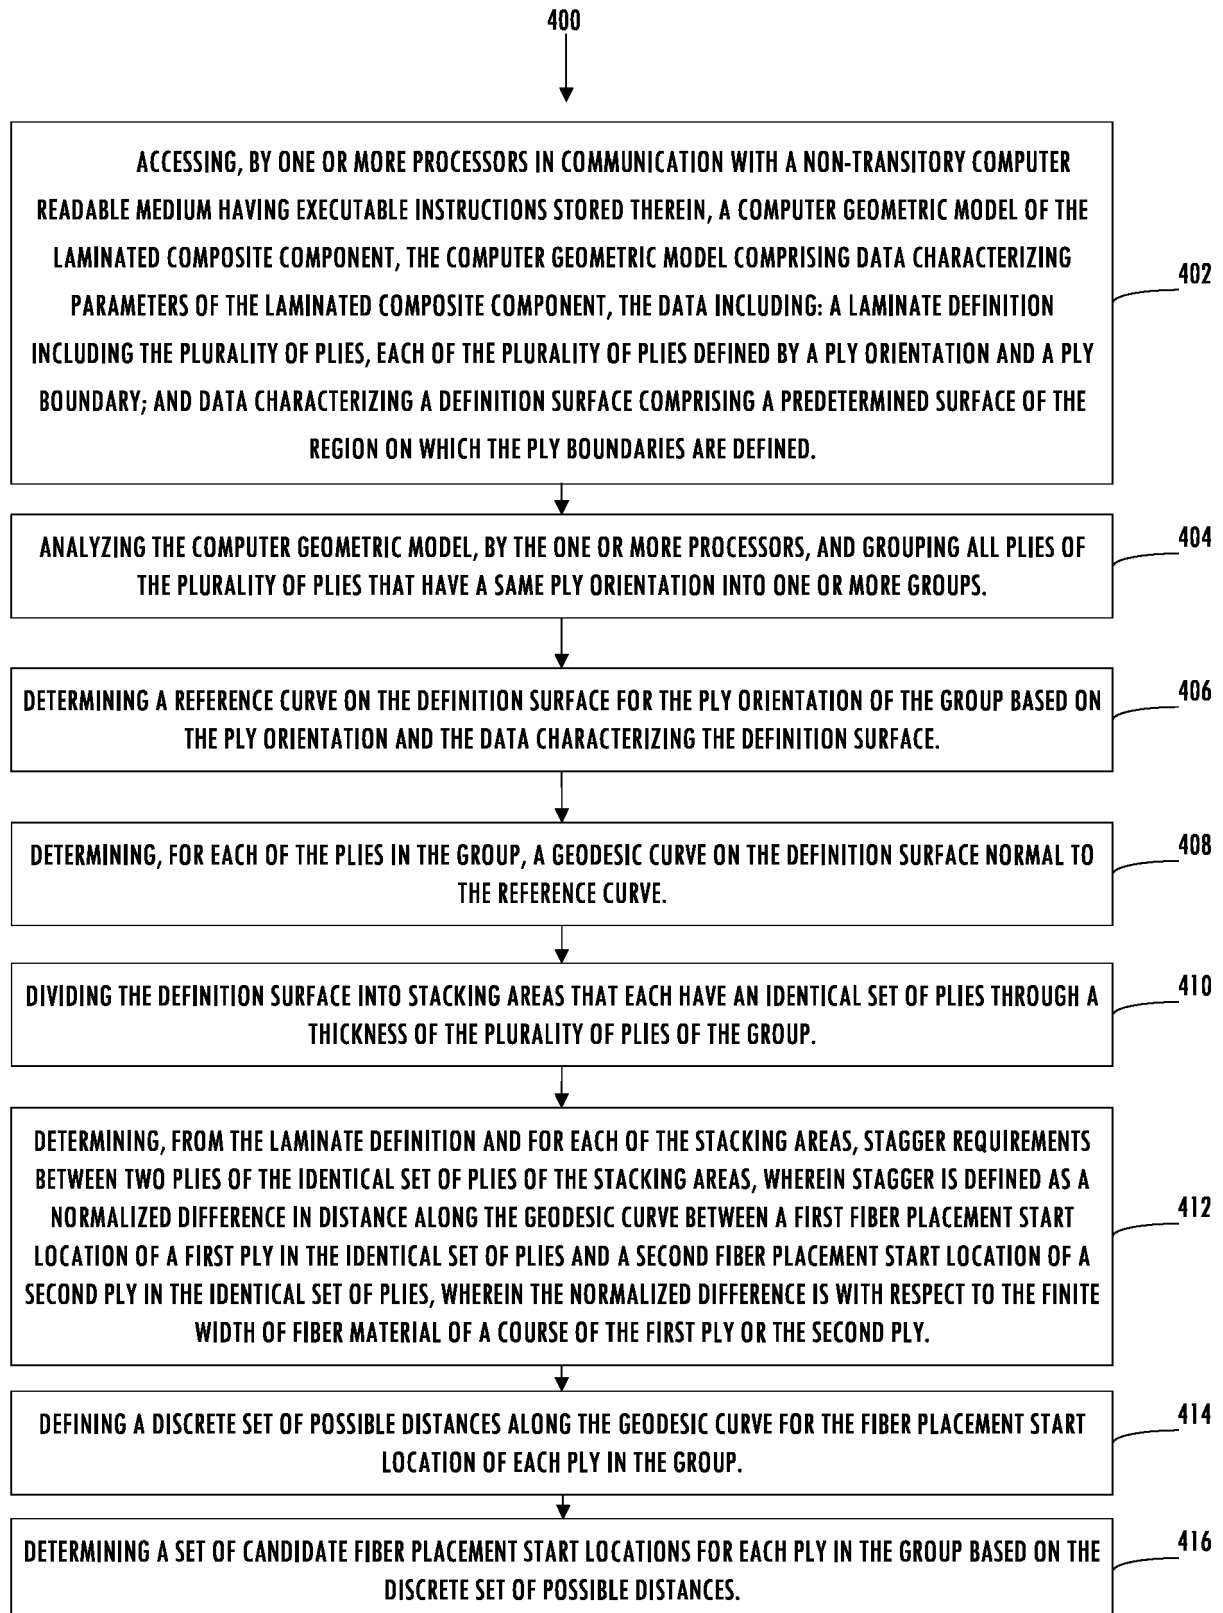 400
ACCESSING, BY ONE OR MORE PROCESSORS IN COMMUNICATION WITH A NON-TRANSITORY COMPUTER
READABLE MEDIUM HAVING EXECUTABLE INSTRUCTIONS STORED THEREIN, A COMPUTER GEOMETRIC MODEL OF THE
LAMINATED COMPOSITE COMPONENT, THE COMPUTER GEOMETRIC MODEL COMPRISING DATA CHARACTERIZING
PARAMETERS OF THE LAMINATED COMPOSITE COMPONENT, THE DATA INCLUDING: A LAMINATE DEFINITION
INCLUDING THE PLURALITY OF PLIES, EACH OF THE PLURALITY OF PLIES DEFINED BY A PLY ORIENTATION AND A PLY
BOUNDARY; AND DATA CHARACTERIZING A DEFINITION SURFACE COMPRISING A PREDETERMINED SURFACE OF THE
REGION ON WHICH THE PLY BOUNDARIES ARE DEFINED.
402
ANALYZING THE COMPUTER GEOMETRIC MODEL, BY THE ONE OR MORE PROCESSORS, AND GROUPING ALL PLIES OF
THE PLURALITY OF PLIES THAT HAVE A SAME PLY ORIENTATION INTO ONE OR MORE GROUPS.
404
DETERMINING A REFERENCE CURVE ON THE DEFINITION SURFACE FOR THE PLY ORIENTATION OF THE GROUP BASED ON
THE PLY ORIENTATION AND THE DATA CHARACTERIZING THE DEFINITION SURFACE.
406
DETERMINING, FOR EACH OF THE PLIES IN THE GROUP, A GEODESIC CURVE ON THE DEFINITION SURFACE NORMAL TO
THE REFERENCE CURVE.
408
DIVIDING THE DEFINITION SURFACE INTO STACKING AREAS THAT EACH HAVE AN IDENTICAL SET OF PLIES THROUGH A
THICKNESS OF THE PLURALITY OF PLIES OF THE GROUP.
410
DETERMINING, FROM THE LAMINATE DEFINITION AND FOR EACH OF THE STACKING AREAS, STAGGER REQUIREMENTS
BETWEEN TWO PLIES OF THE IDENTICAL SET OF PLIES OF THE STACKING AREAS, WHEREIN STAGGER IS DEFINED AS A
NORMALIZED DIFFERENCE IN DISTANCE ALONG THE GEODESIC CURVE BETWEEN A FIRST FIBER PLACEMENT START
LOCATION OF A FIRST PLY IN THE IDENTICAL SET OF PLIES AND A SECOND FIBER PLACEMENT START LOCATION OF A
SECOND PLY IN THE IDENTICAL SET OF PLIES, WHEREIN THE NORMALIZED DIFFERENCE IS WITH RESPECT TO THE FINITE
WIDTH OF FIBER MATERIAL OF A COURSE OF THE FIRST PLY OR THE SECOND PLY.
412
DEFINING A DISCRETE SET OF POSSIBLE DISTANCES ALONG THE GEODESIC CURVE FOR THE FIBER PLACEMENT START
LOCATION OF EACH PLY IN THE GROUP.
414
DETERMINING A SET OF CANDIDATE FIBER PLACEMENT START LOCATIONS FOR EACH PLY IN THE GROUP BASED ON THE
DISCRETE SET OF POSSIBLE DISTANCES.
416